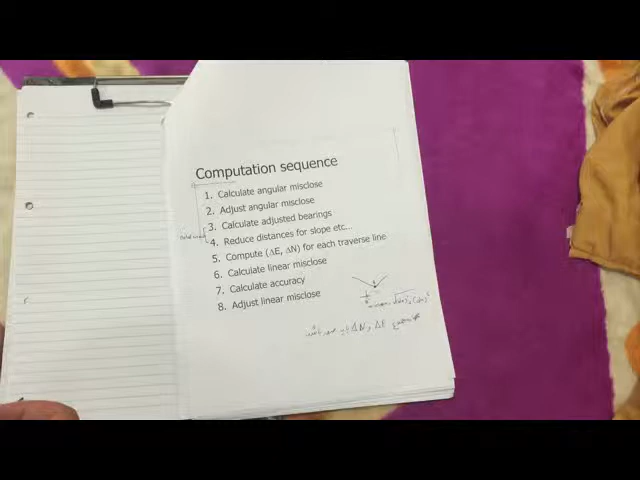 Computation sequence
1. Calculate angular misclose
2. Adjust angular misclose
3. Calculate adjusted bearings
4. Reduce distances for slope etc...
5. Compute (ΔE, ΔN) for each traverse line
6. Calculate linear misclose
7. Calculate accuracy
8. Adjust linear misclose
ΔN, ΔE